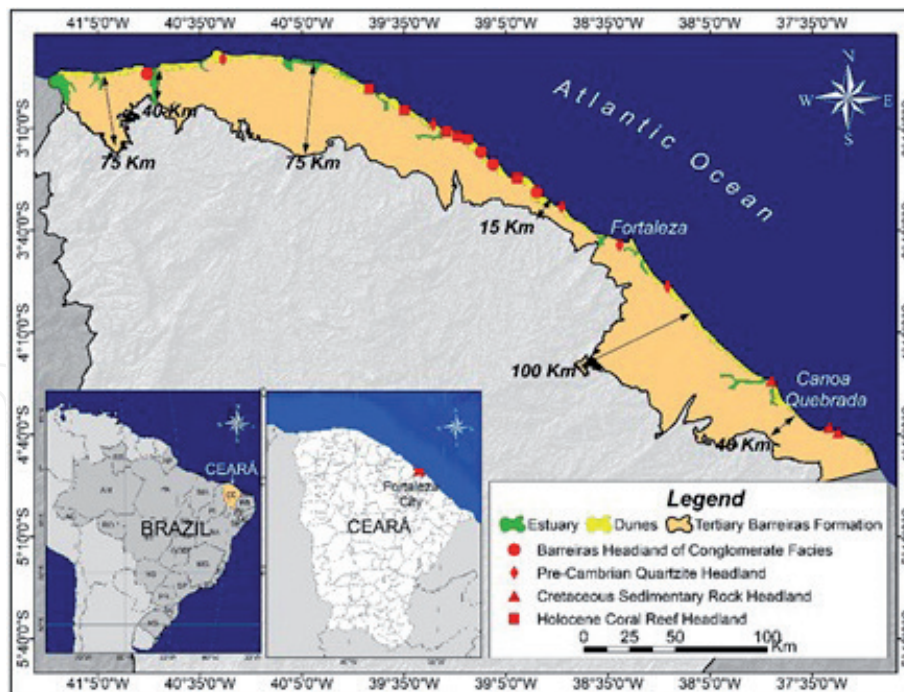 41°5'0"W 40°35'0"W 40°5'0"W 39°35'0"W 39°5'0"W 38°35'0"W 38°5'0"W 37°35'0"W
N
W E
S
Atlantic Ocean
3°10'0"S
40 Km
75 Km
75 Km
15 Km
Fortaleza
3°40'0"S
4°10'0"S
100 Km
Canoa
Quebrada
40 Km
4°40'0"S
CEARÁ
BRAZIL
Fortaleza
City
CEARÁ
5°10'0"S
5°40'0"S
Legend
Estuary Dunes Tertiary Barreiras Formation
Barreiras Headland of Conglomerate Facies
Pre-Cambrian Quartzite Headland
Cretaceous Sedimentary Rock Headland
Holocene Coral Reef Headland
0 25 50 100
Km
41°5'0"W 40°35'0"W 40°5'0"W 39°35'0"W 39°5'0"W 38°35'0"W 38°5'0"W 37°35'0"W